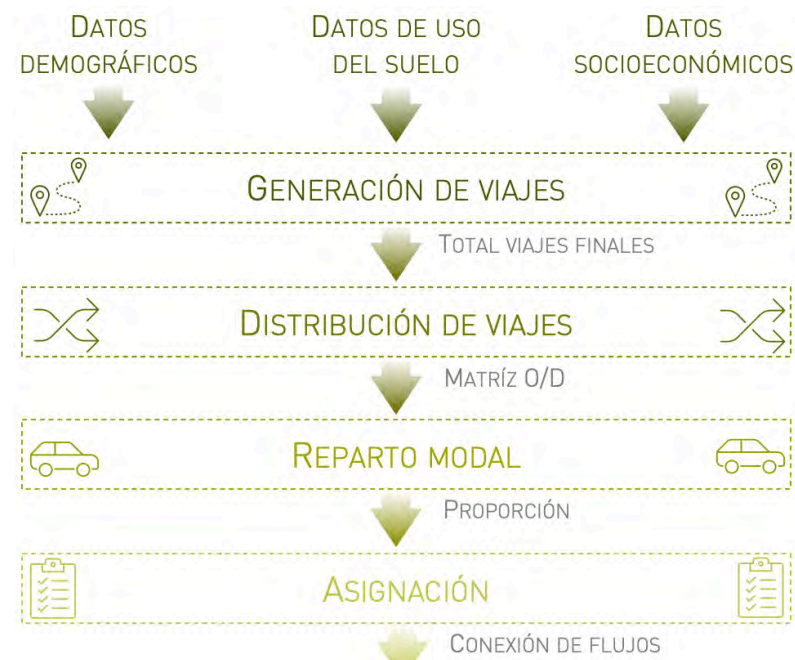 DATOS DEMOGRÁFICOS
DATOS DE USO DEL SUELO
DATOS SOCIOECONÓMICOS
GENERACIÓN DE VIAJES
TOTAL VIAJES FINALES
DISTRIBUCIÓN DE VIAJES
MATRÍZ O/D
REPARTO MODAL
PROPORCIÓN
ASIGNACIÓN
CONEXIÓN DE FLUJOS